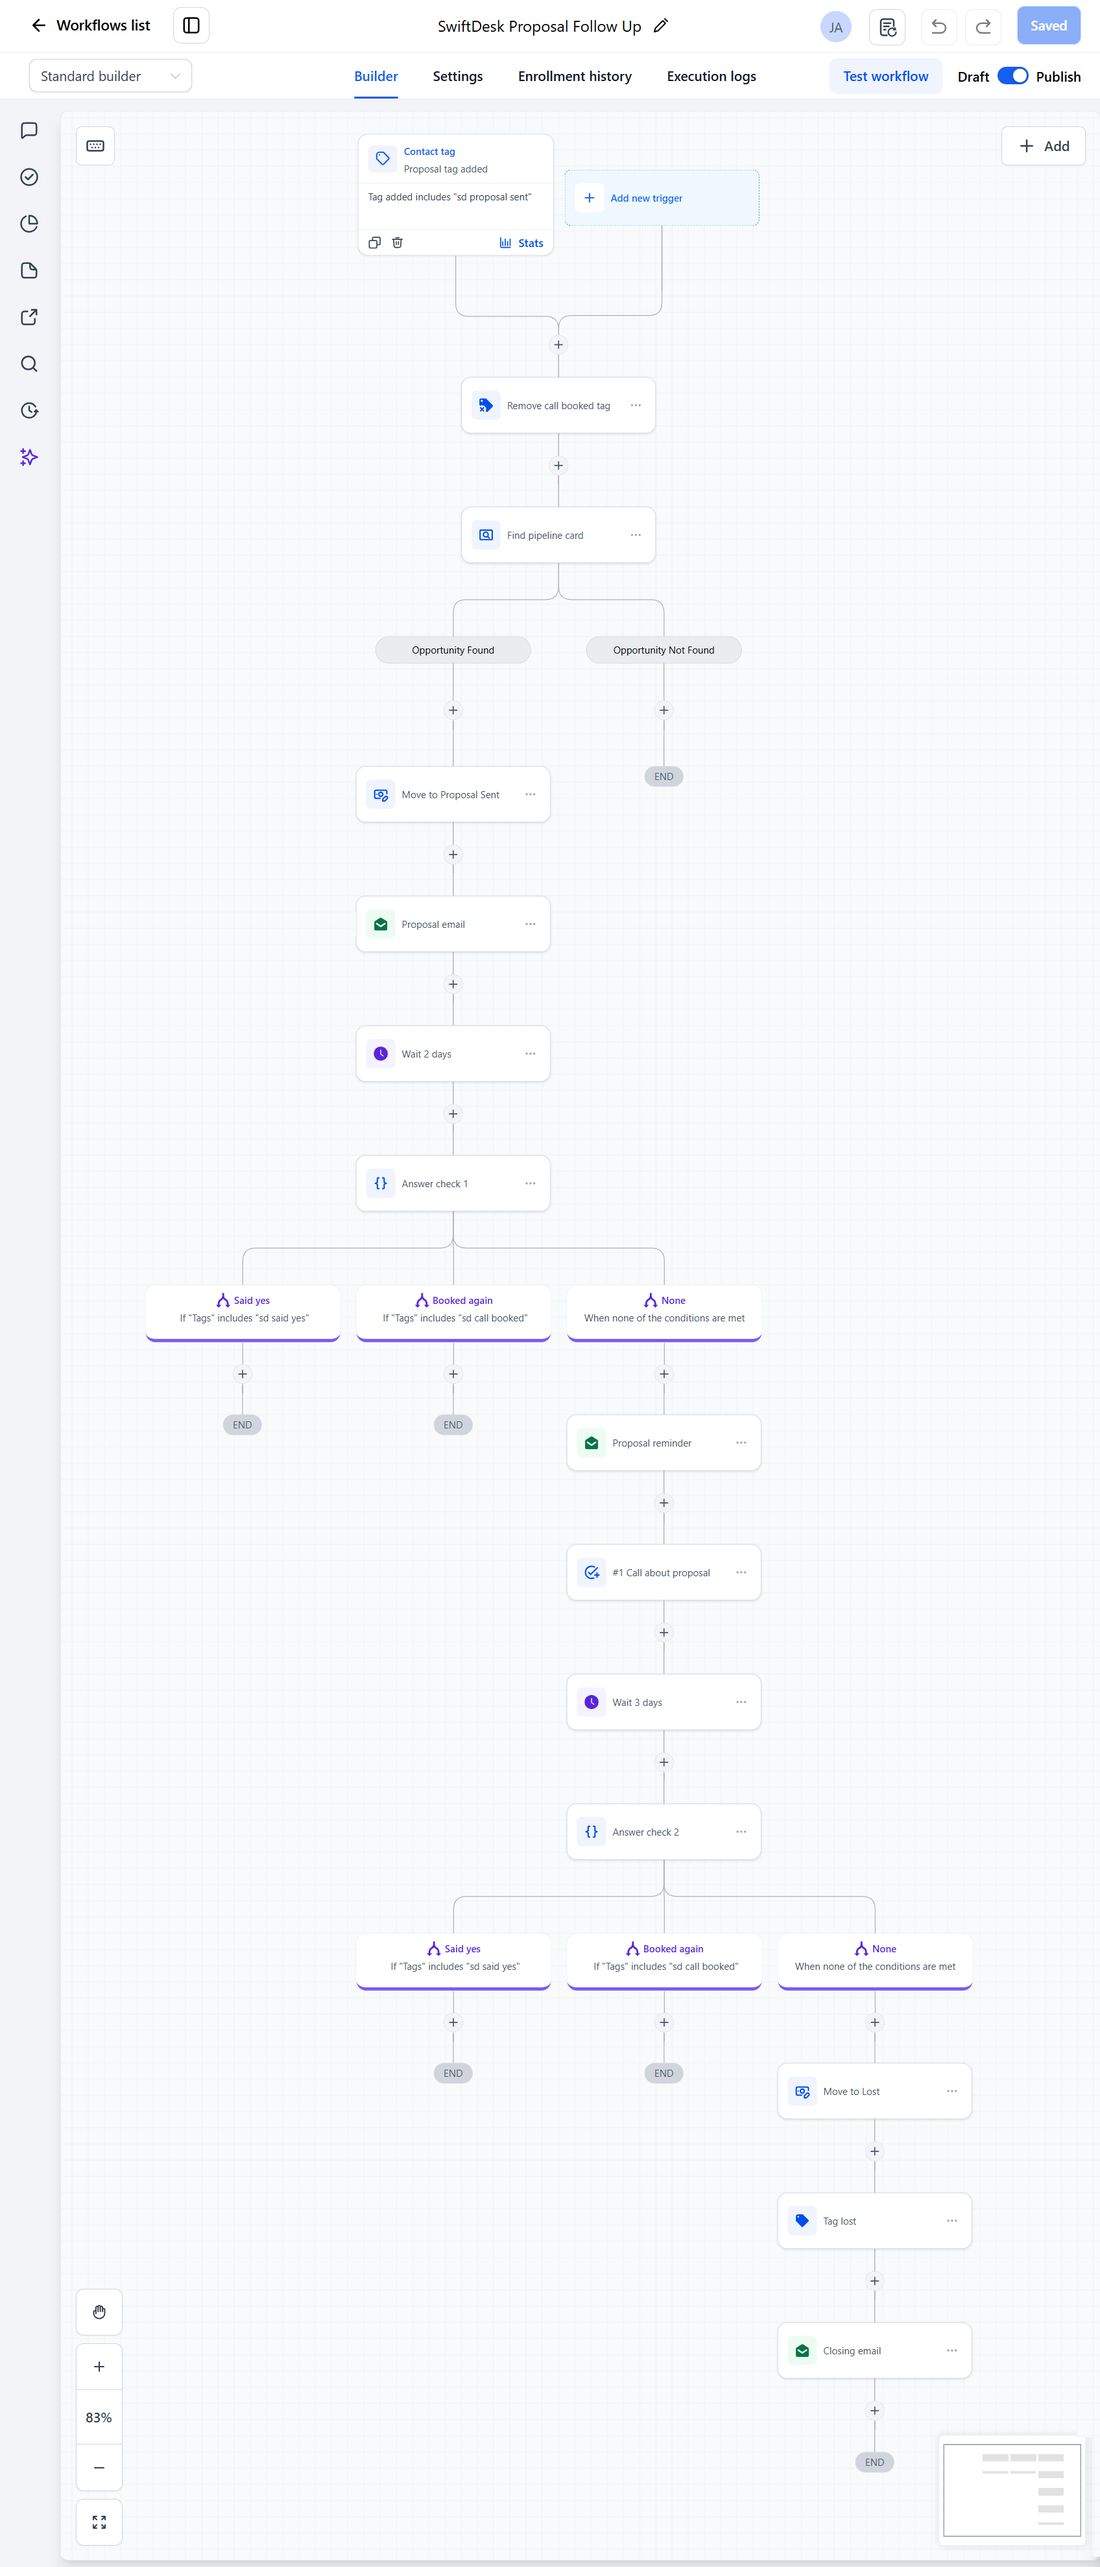 Workflows list
SwiftDesk Proposal Follow Up
JA
Saved
Standard builder
Builder
Settings
Enrollment history
Execution logs
Test workflow
Draft
Publish
Add
Contact tag
Proposal tag added
Tag added includes "sd proposal sent"
Stats
Add new trigger
Remove call booked tag
Find pipeline card
Opportunity Found
Opportunity Not Found
END
Move to Proposal Sent
Proposal email
Wait 2 days
Answer check 1
Said yes
If "Tags" includes "sd said yes"
Booked again
If "Tags" includes "sd call booked"
None
When none of the conditions are met
END
END
Proposal reminder
#1 Call about proposal
Wait 3 days
Answer check 2
Said yes
If "Tags" includes "sd said yes"
Booked again
If "Tags" includes "sd call booked"
None
When none of the conditions are met
END
END
Move to Lost
Tag lost
Closing email
END
83%